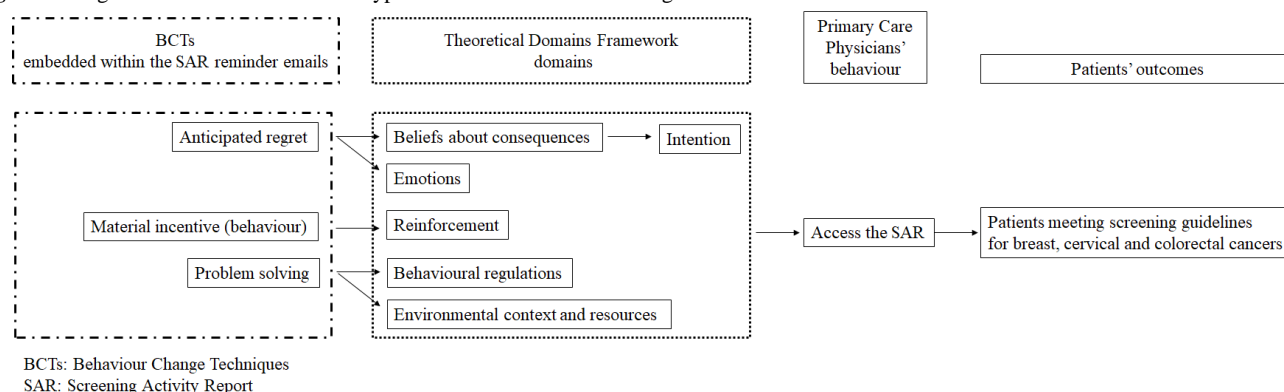 BCTs
embedded within the SAR reminder emails
Theoretical Domains Framework
domains
Primary Care
Physicians'
behaviour
Patients' outcomes
Anticipated regret
Beliefs about consequences
Intention
Emotions
Material incentive (behaviour)
Reinforcement
Access the SAR
Patients meeting screening guidelines
for breast, cervical and colorectal cancers
Problem solving
Behavioural regulations
Environmental context and resources
BCTs: Behaviour Change Techniques
SAR: Screening Activity Report